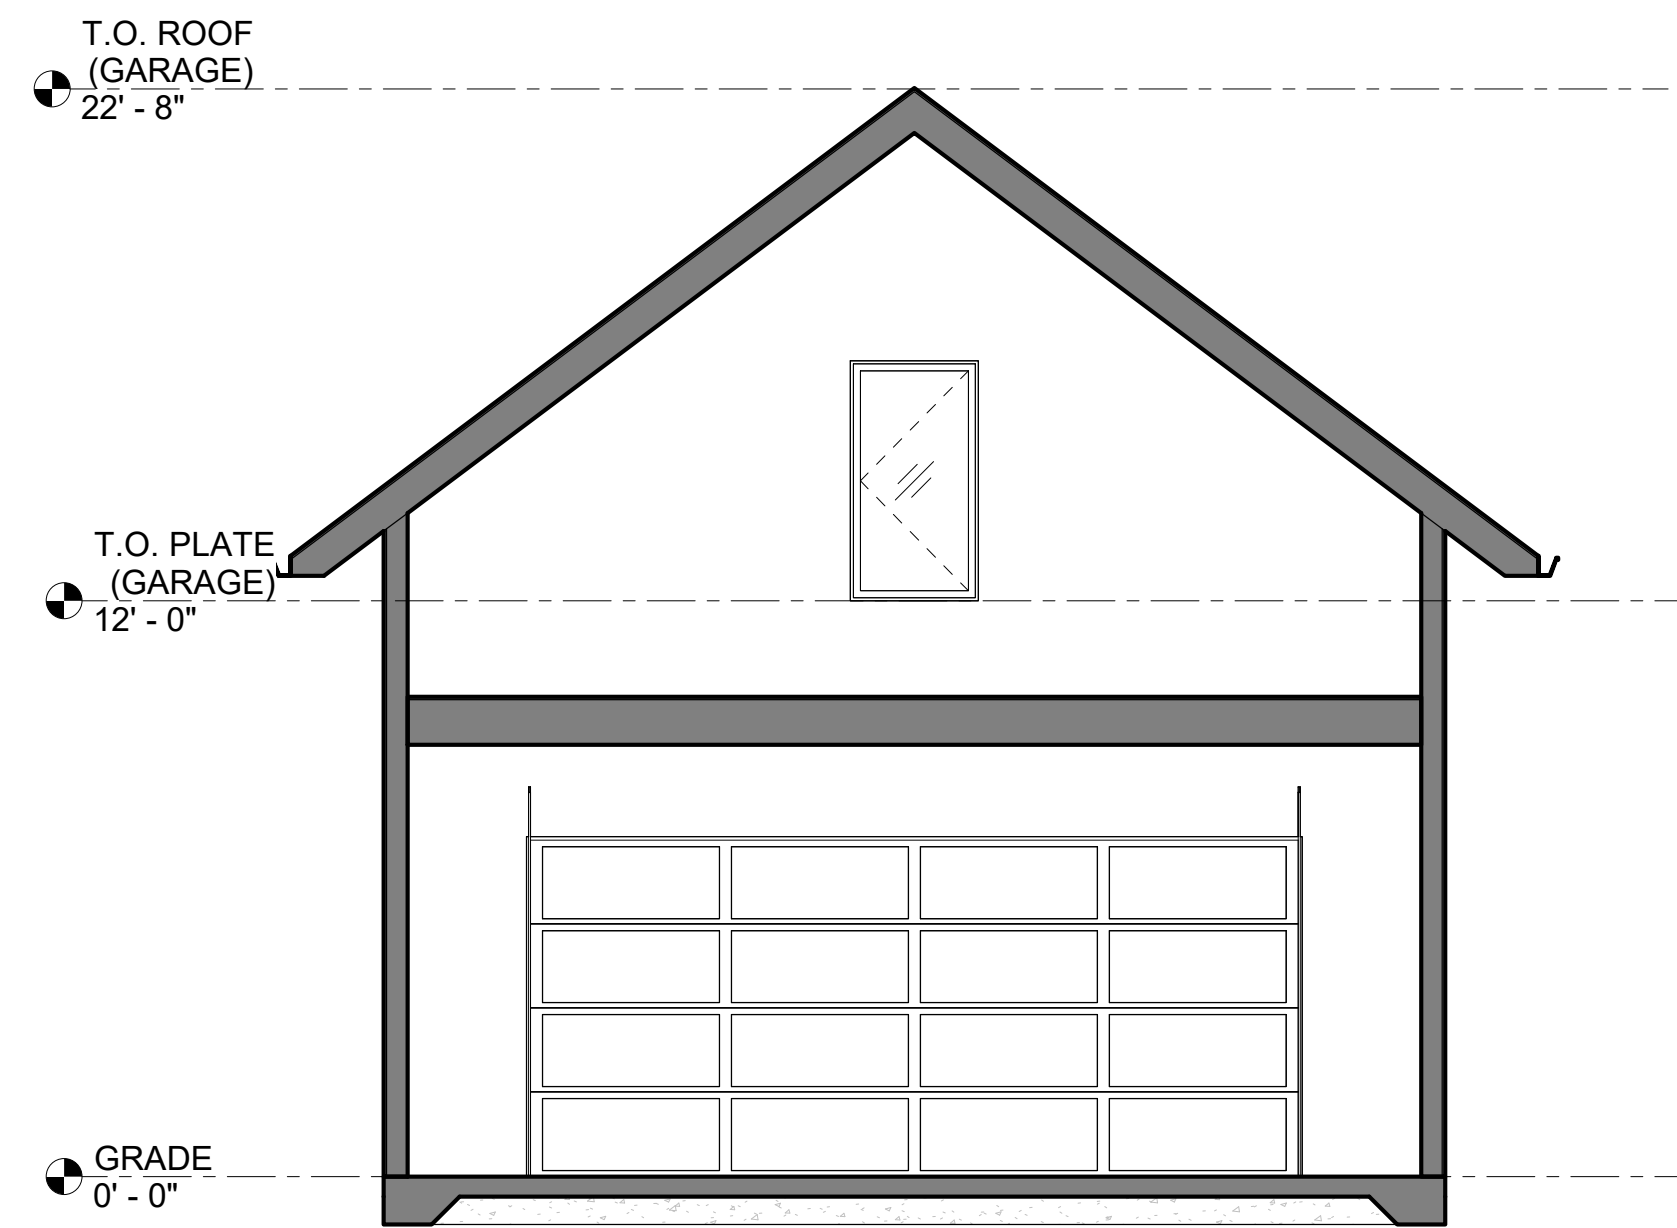 T.O. ROOF
(GARAGE)
22' - 8"
T.O. PLATE
(GARAGE)
12' - 0"
GRADE
0' - 0"